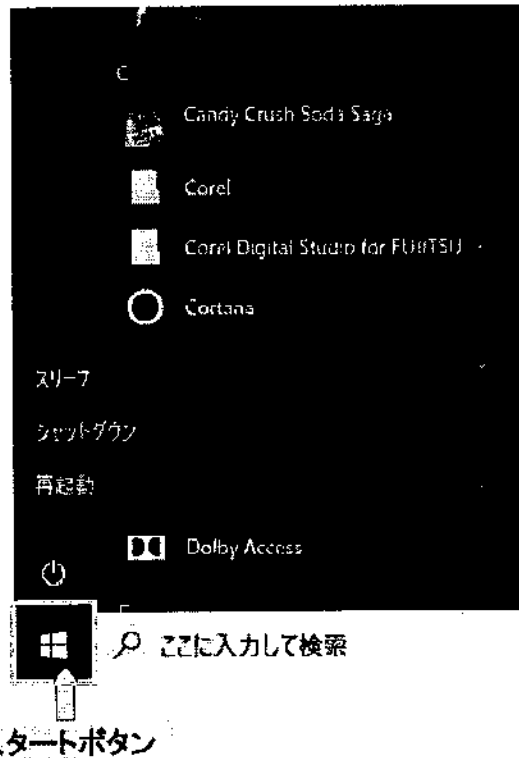 C
Candy Crush Soda Saga
Corel
Corel Digital Studio for FUJITSU
Cortana
スリープ
シャットダウン
再起動
Dolby Access
ここに入力して検索
スタートボタン